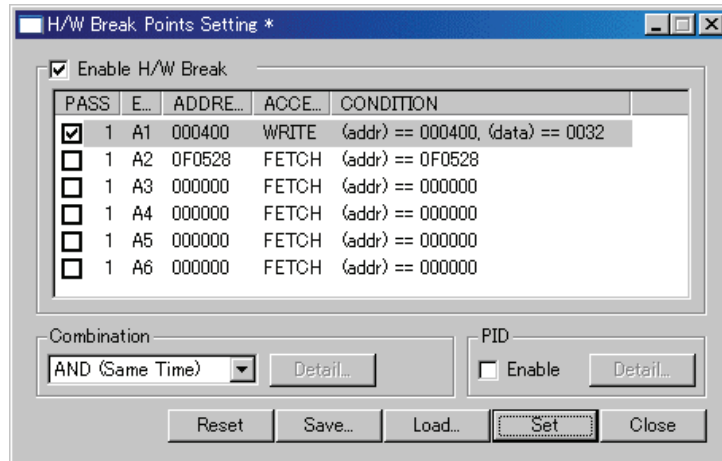 H/W Break Points Setting *
Enable H/W Break
PASS E... ADDRE... ACCE... CONDITION
1 A1 000400 WRITE (addr) == 000400, (data) == 0032
1 A2 0F0528 FETCH (addr) == 0F0528
1 A3 000000 FETCH (addr) == 000000
1 A4 000000 FETCH (addr) == 000000
1 A5 000000 FETCH (addr) == 000000
1 A6 000000 FETCH (addr) == 000000
Combination PID
AND (Same Time) Detail... Enable Detail...
Reset Save... Load... Set Close